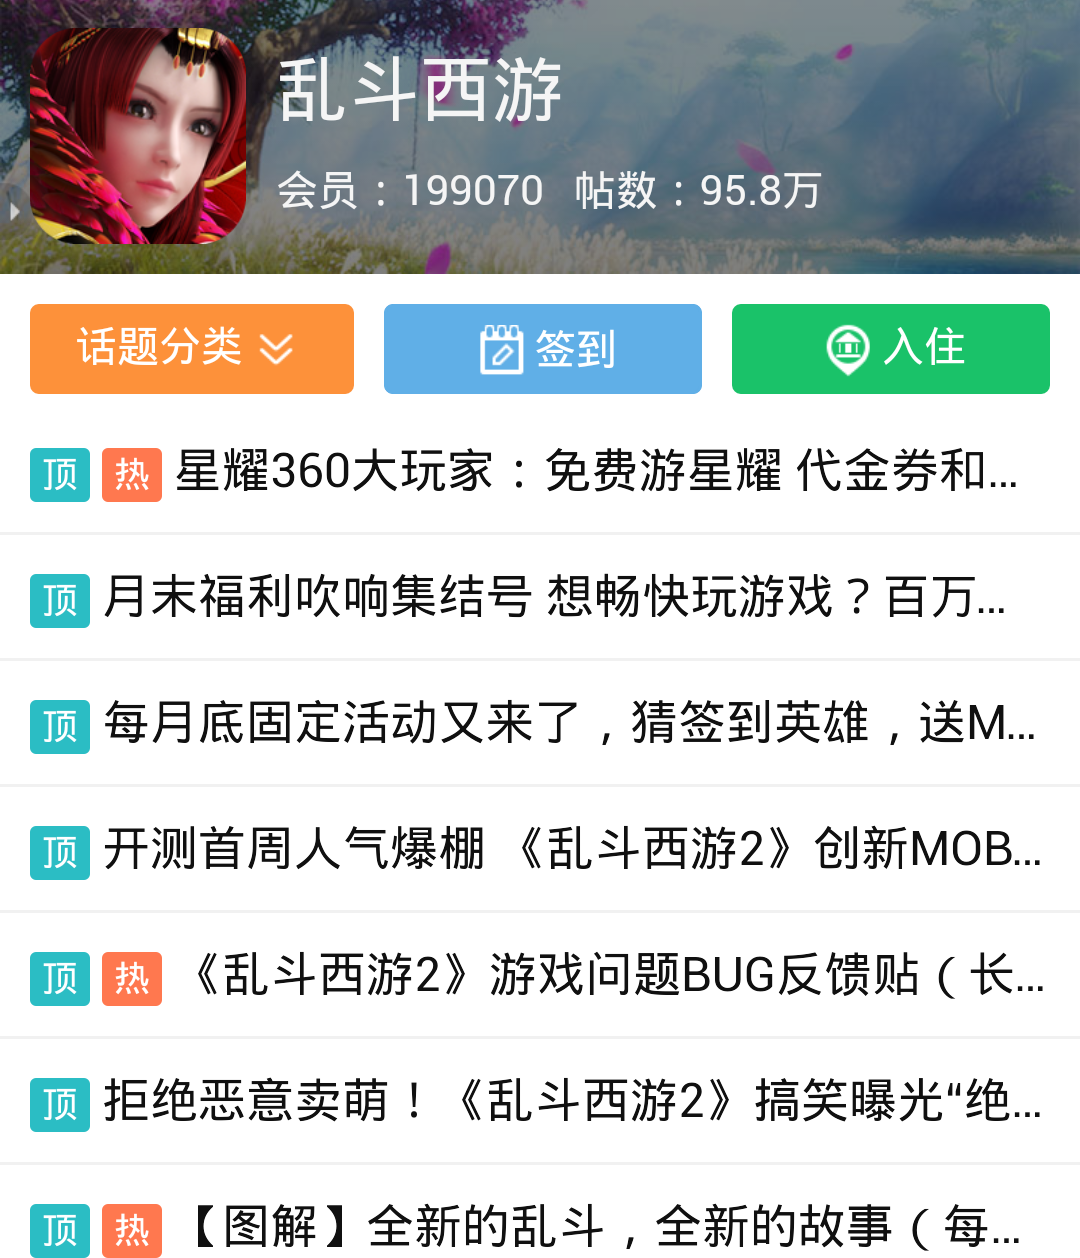 乱斗西游
会员：199070 帖数：95.8万
话题分类 签到 入住
顶 热 星耀360大玩家：免费游星耀 代金券和...
顶 月末福利吹响集结号 想畅快玩游戏？百万...
顶 每月底固定活动又来了，猜签到英雄，送M...
顶 开测首周人气爆棚 《乱斗西游2》创新MOB...
顶 热 《乱斗西游2》游戏问题BUG反馈贴（长...
顶 拒绝恶意卖萌！《乱斗西游2》搞笑曝光“绝...
顶 热 【图解】全新的乱斗，全新的故事（每...